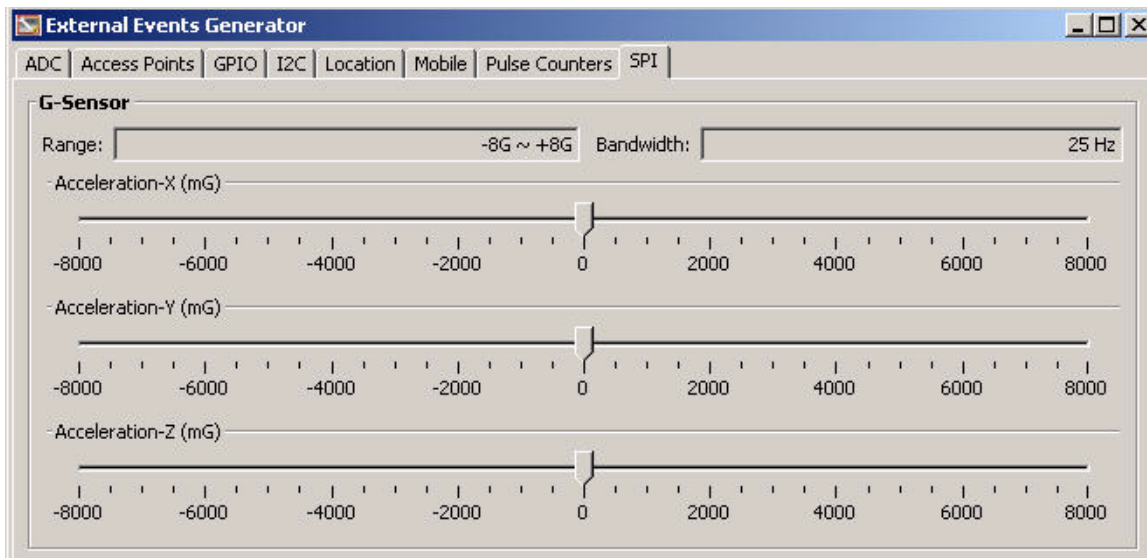 External Events Generator
ADC Access Points GPIO I2C Location Mobile Pulse Counters SPI
G-Sensor
Range: -8G ~ +8G Bandwidth: 25 Hz
Acceleration-X (mG)
-8000 -6000 -4000 -2000 0 2000 4000 6000 8000
Acceleration-Y (mG)
-8000 -6000 -4000 -2000 0 2000 4000 6000 8000
Acceleration-Z (mG)
-8000 -6000 -4000 -2000 0 2000 4000 6000 8000